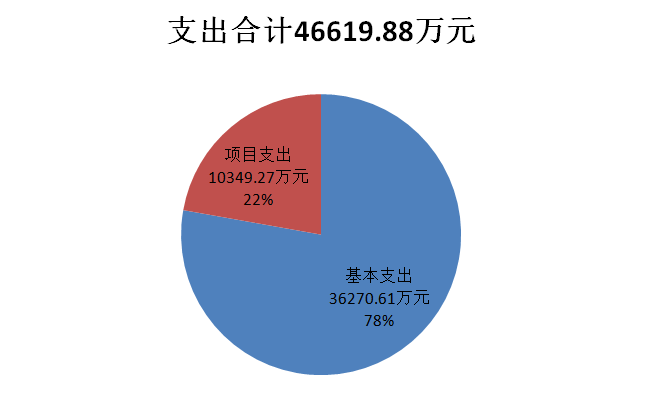 支出合计46619.88万元
项目支出
10349.27万元
22%
基本支出
36270.61万元
78%